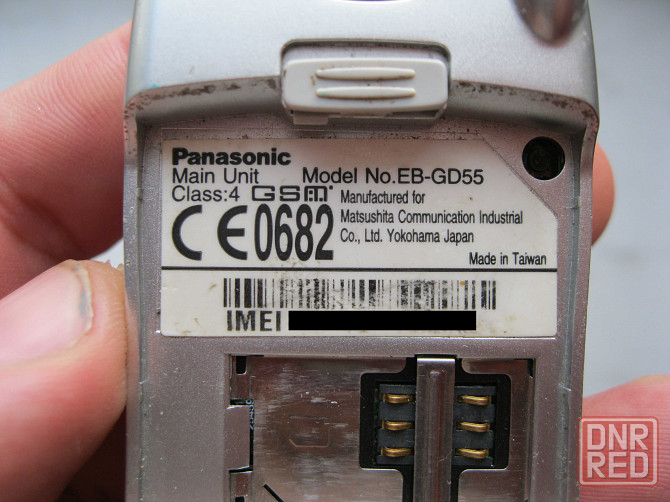 Panasonic
Main Unit Model No.EB-GD55
Class:4 GSM Manufactured for
Matsushita Communication Industrial
CE0682
Co., Ltd. Yokohama Japan
Made in Taiwan
IMEI
DNR
RED